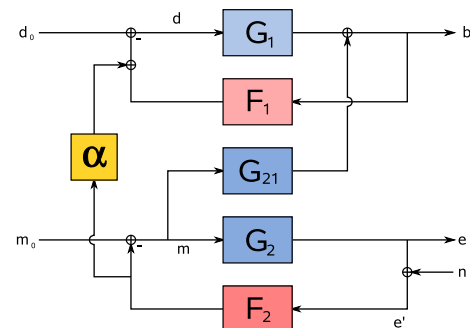 d₀
-
d
G₁
b
F₁
α
G₂₁
m₀
-
m
G₂
e
n
F₂
e'